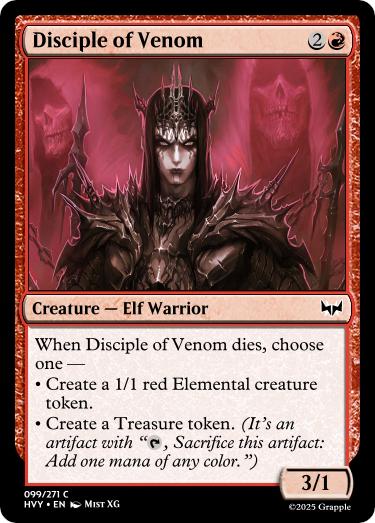 Disciple of Venom 2
Creature — Elf Warrior
When Disciple of Venom dies, choose
one —
• Create a 1/1 red Elemental creature
token.
• Create a Treasure token. (It's an
artifact with “, Sacrifice this artifact:
Add one mana of any color.”)
3/1
099/271 C
HVY • EN Mist XG
©2025 Grapple